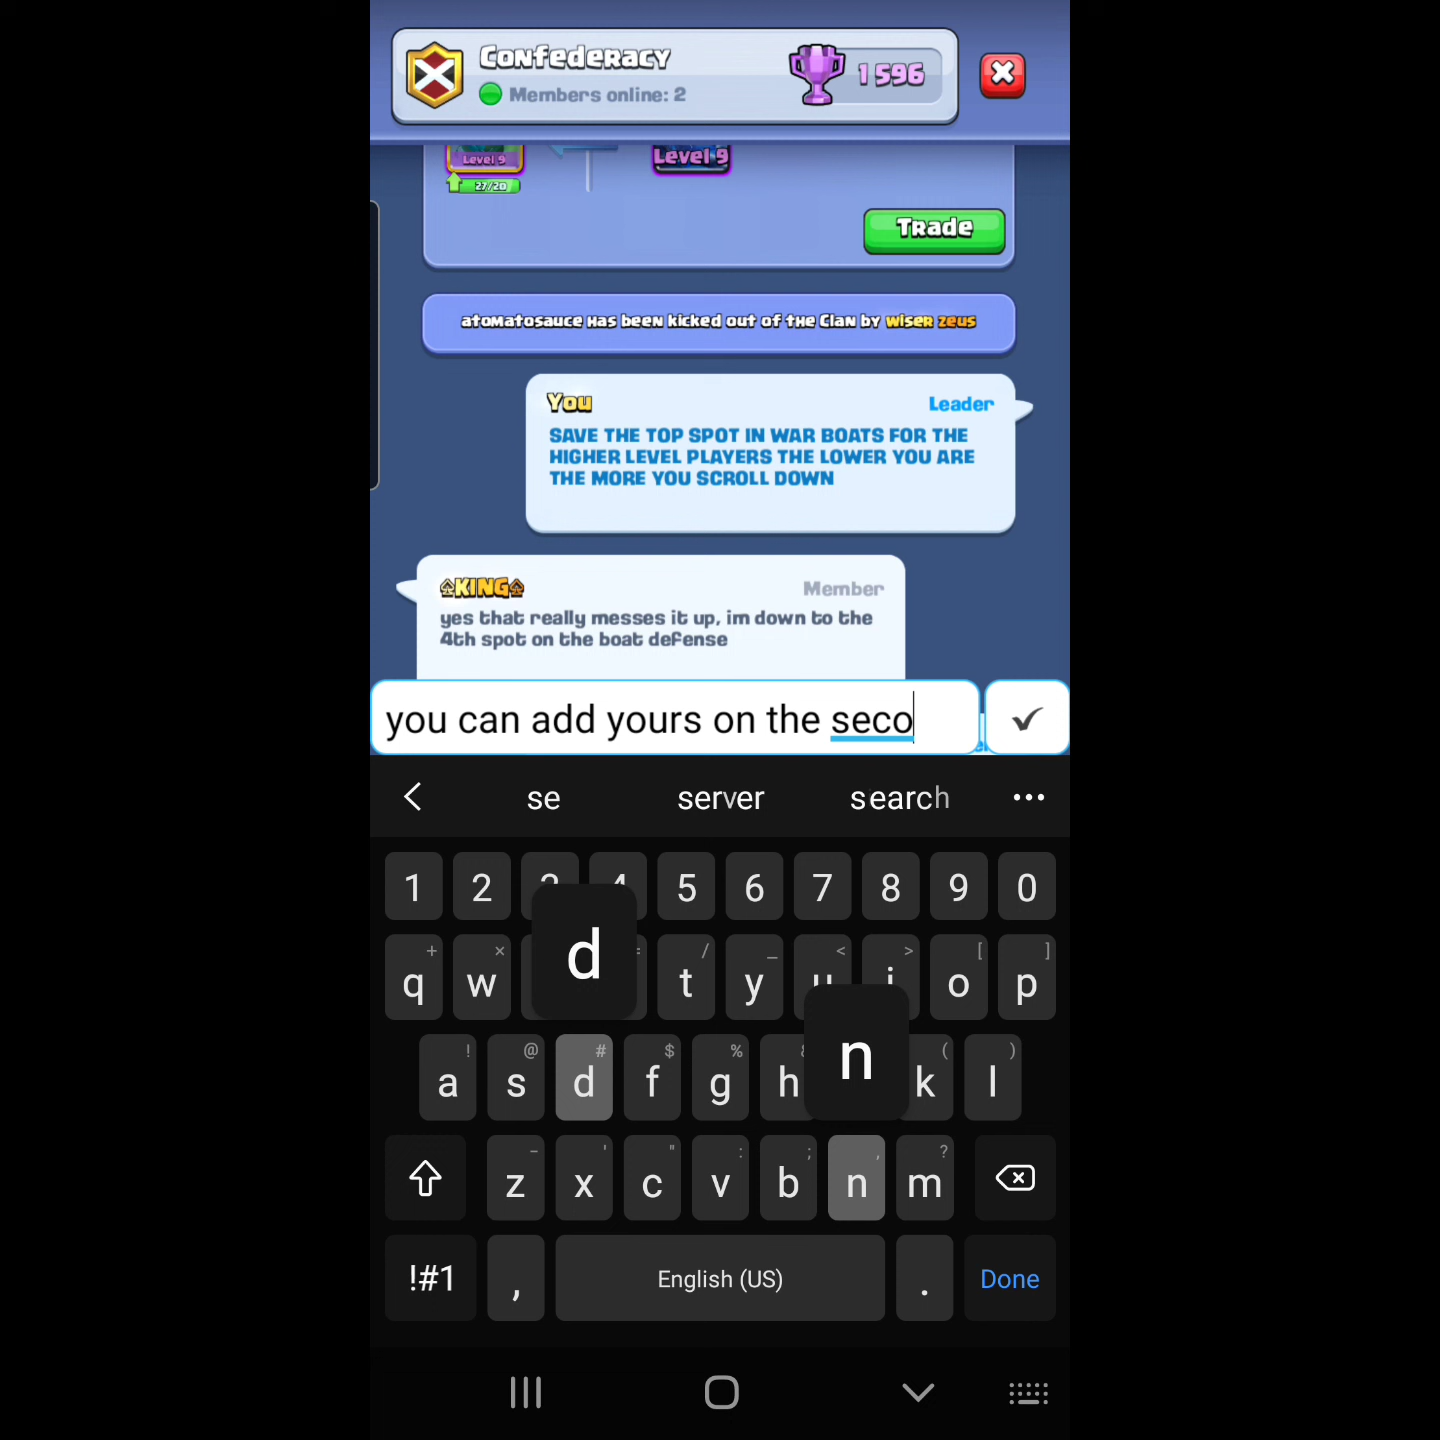 Confederacy
Members online: 2
1 596
Level 9
27/20
Level 9
Trade
atomatosauce has been kicked out of the Clan by wiser zeus
You
Leader
SAVE THE TOP SPOT IN WAR BOATS FOR THE
HIGHER LEVEL PLAYERS THE LOWER YOU ARE
THE MORE YOU SCROLL DOWN
♤KING♤
Member
yes that really messes it up, im down to the
4th spot on the boat defense
you can add yours on the seco
se server search
1 2 5 6 7 8 9 0
+ × / _ < > [ ]
q w d t y u i o p
! @ # $ % ( )
a s d f g h n k l
- ' " : ; , ?
z x c v b n m
!#1 , English (US) . Done